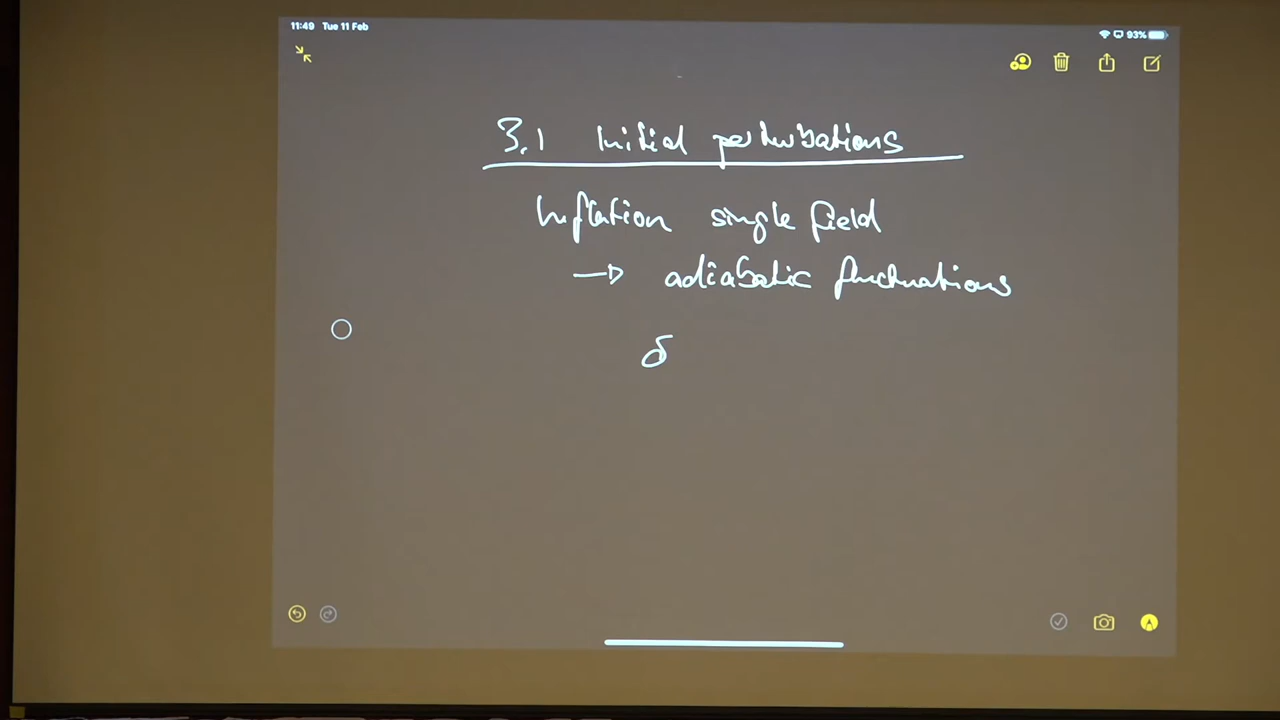 11:49 Tue 11 Feb
93%
3.1 Initial perturbations
Inflation single field
→ adiabatic fluctuations
δ